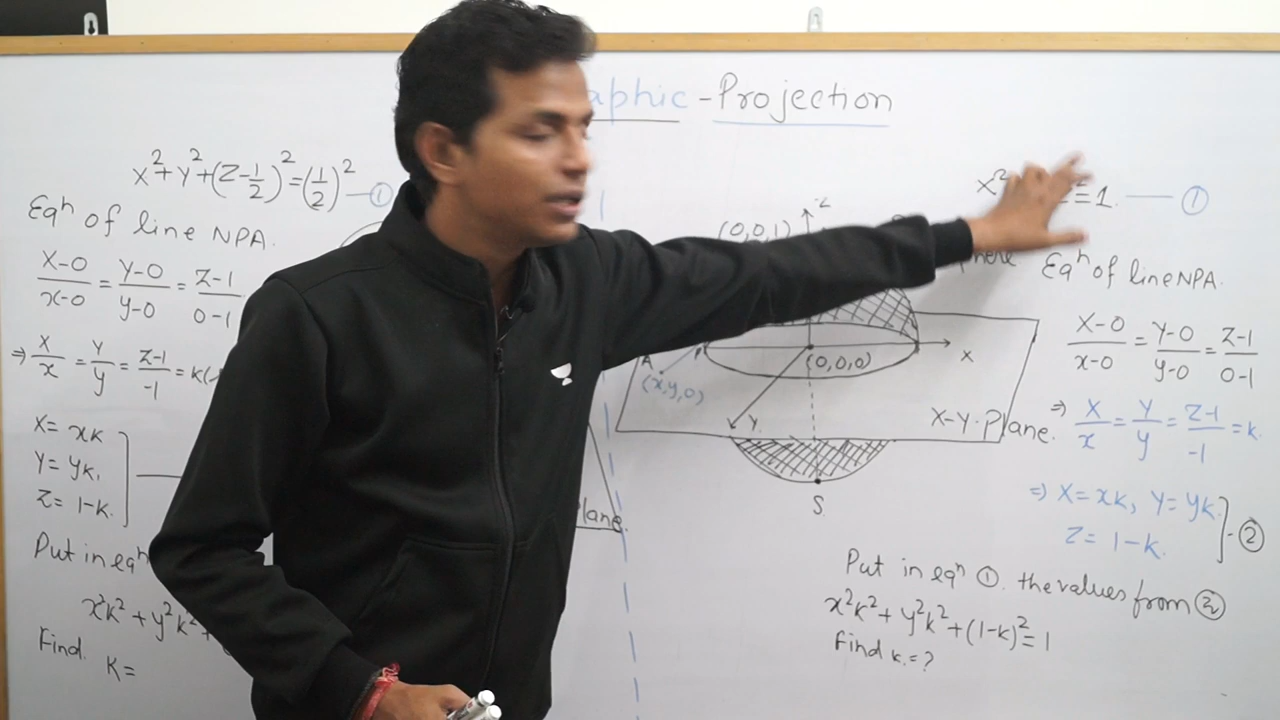 aphic - Projection
X²+Y²+(Z-1/2)²=(1/2)² —①
Eqⁿ of line NPA.
X-0/x-0 = Y-0/y-0 = Z-1/0-1
⇒ X/x = Y/y = Z-1/-1 = k(
X= xk
Y= yk,
Z= 1-k.
Put in eqⁿ
x²k² + y²k² +
Find.
K=
lane.
(0,0,1)
Z
phere
A
(x,y,0)
(0,0,0)
X
Y
X-Y-Plane.
S
X²
=1. — ①
Eqⁿ of line NPA.
X-0/x-0 = Y-0/y-0 = Z-1/0-1
⇒ X/x = Y/y = Z-1/-1 = k.
⇒ X=xk, Y=yk.
Z=1-k.
-②
Put in eqⁿ ①. the values from ②
x²k²+ y²k²+(1-k)²=1
find k=?